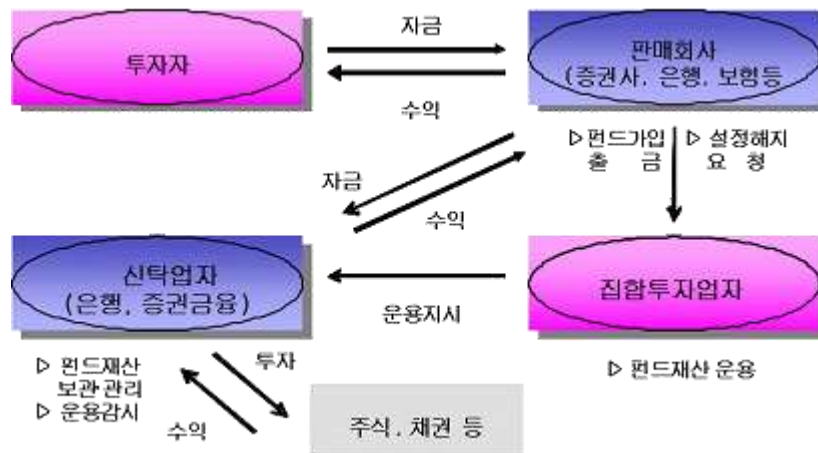 자금
투자자
판매회사
(증권사, 은행, 보험등
수익
▷펀드가입 ▷ 설정해지
출 금 요 청
자금
수익
신탁업자
(은행, 증권금융)
집합투자업자
운용지시
▷ 펀드재산
보관·관리
▷ 운용감시
투자
▷ 펀드재산 운용
수익
주식, 채권 등